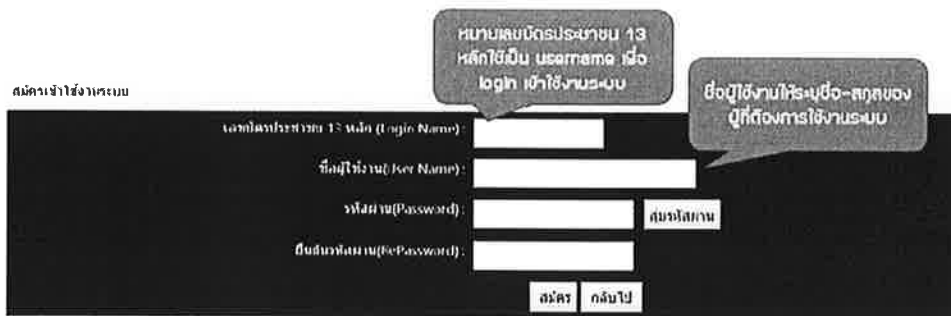 หมายเลขบัตรประชาชน 13
หลักใช้เป็น username เพื่อ
login เข้าใช้งานระบบ
สมัครเข้าใช้งานระบบ
ชื่อผู้ใช้งานให้ระบุชื่อ-สกุลของ
ผู้ที่ต้องการใช้งานระบบ
เลขบัตรประชาชน 13 หลัก (Login Name) :
ชื่อผู้ใช้งาน(User Name) :
รหัสผ่าน(Password) :
สุ่มรหัสผ่าน
ยืนยันรหัสผ่าน(RePassword) :
สมัคร กลับไป